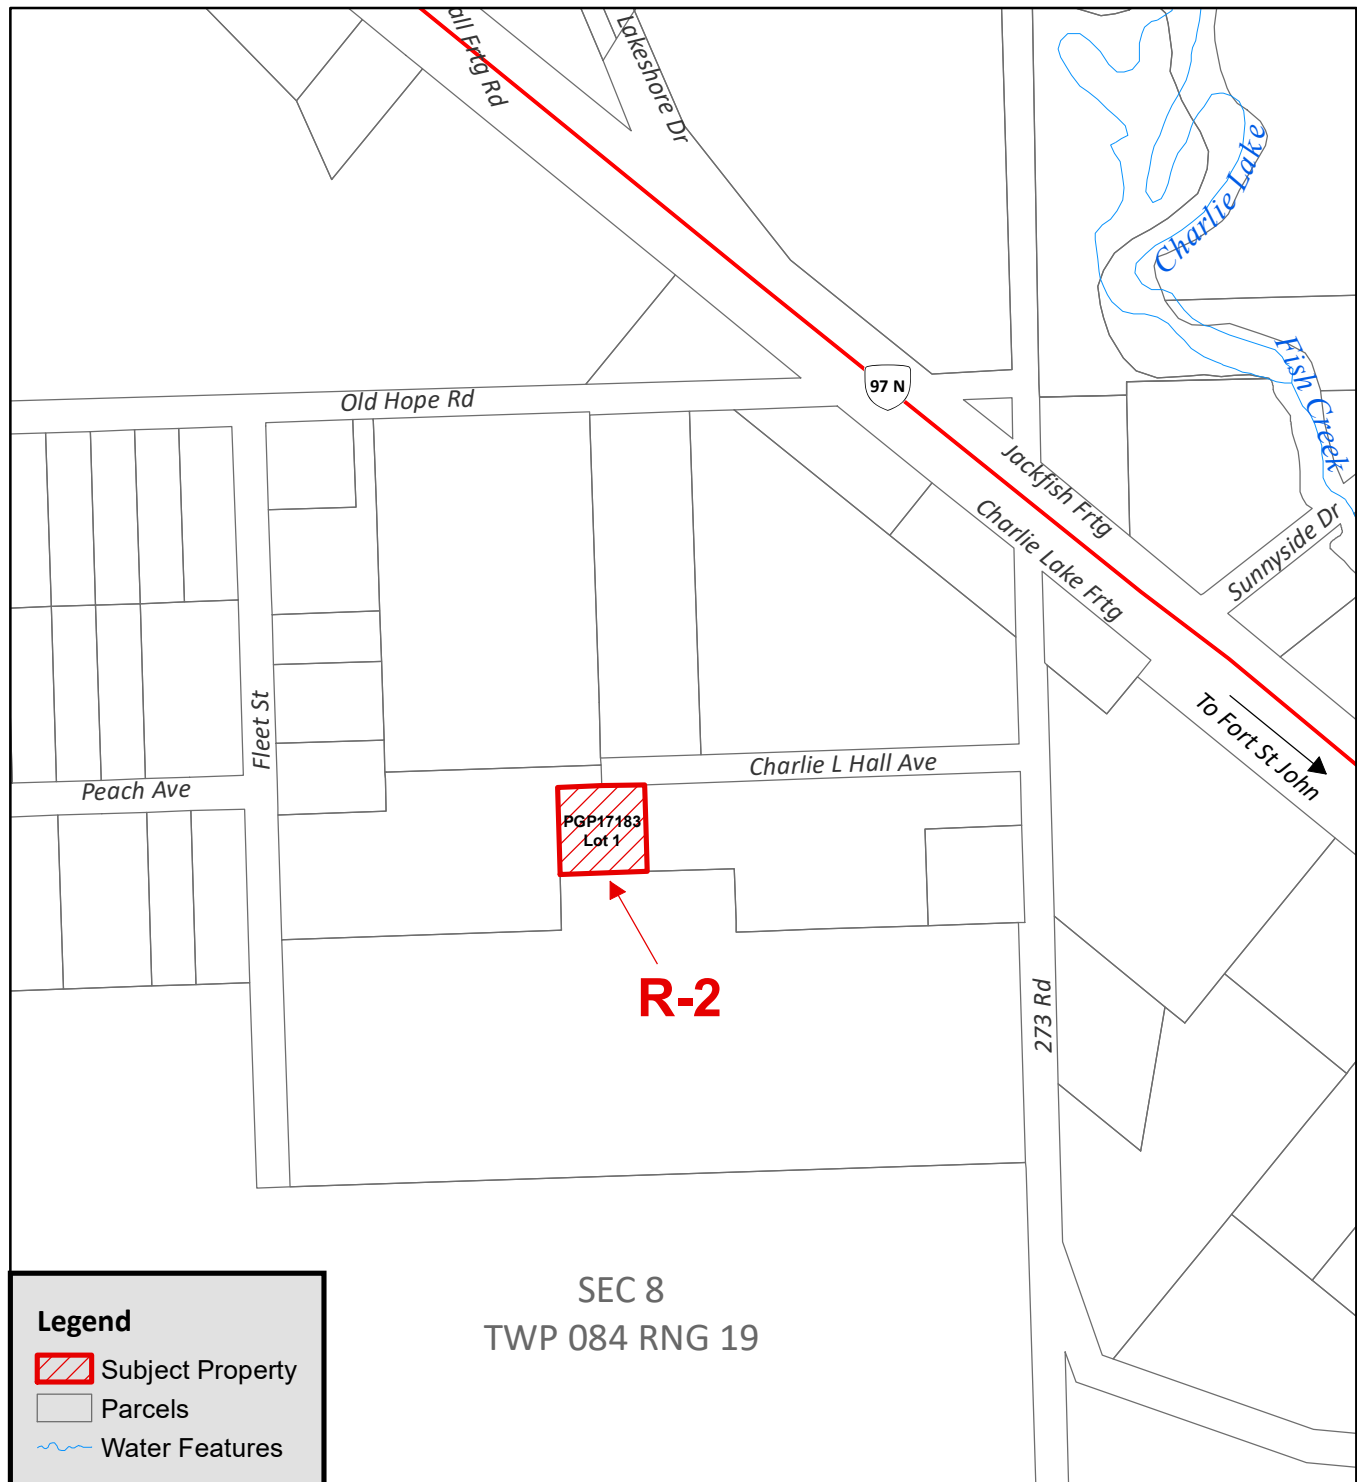 all Frtg Rd
Lakeshore Dr
Charlie Lake
Fish Creek
97 N
Old Hope Rd
Jackfish Frtg
Charlie Lake Frtg
Sunnyside Dr
Fleet St
To Fort St John
Charlie L Hall Ave
Peach Ave
PGP17183
Lot 1
R-2
273 Rd
SEC 8
TWP 084 RNG 19
Legend
Subject Property
Parcels
Water Features